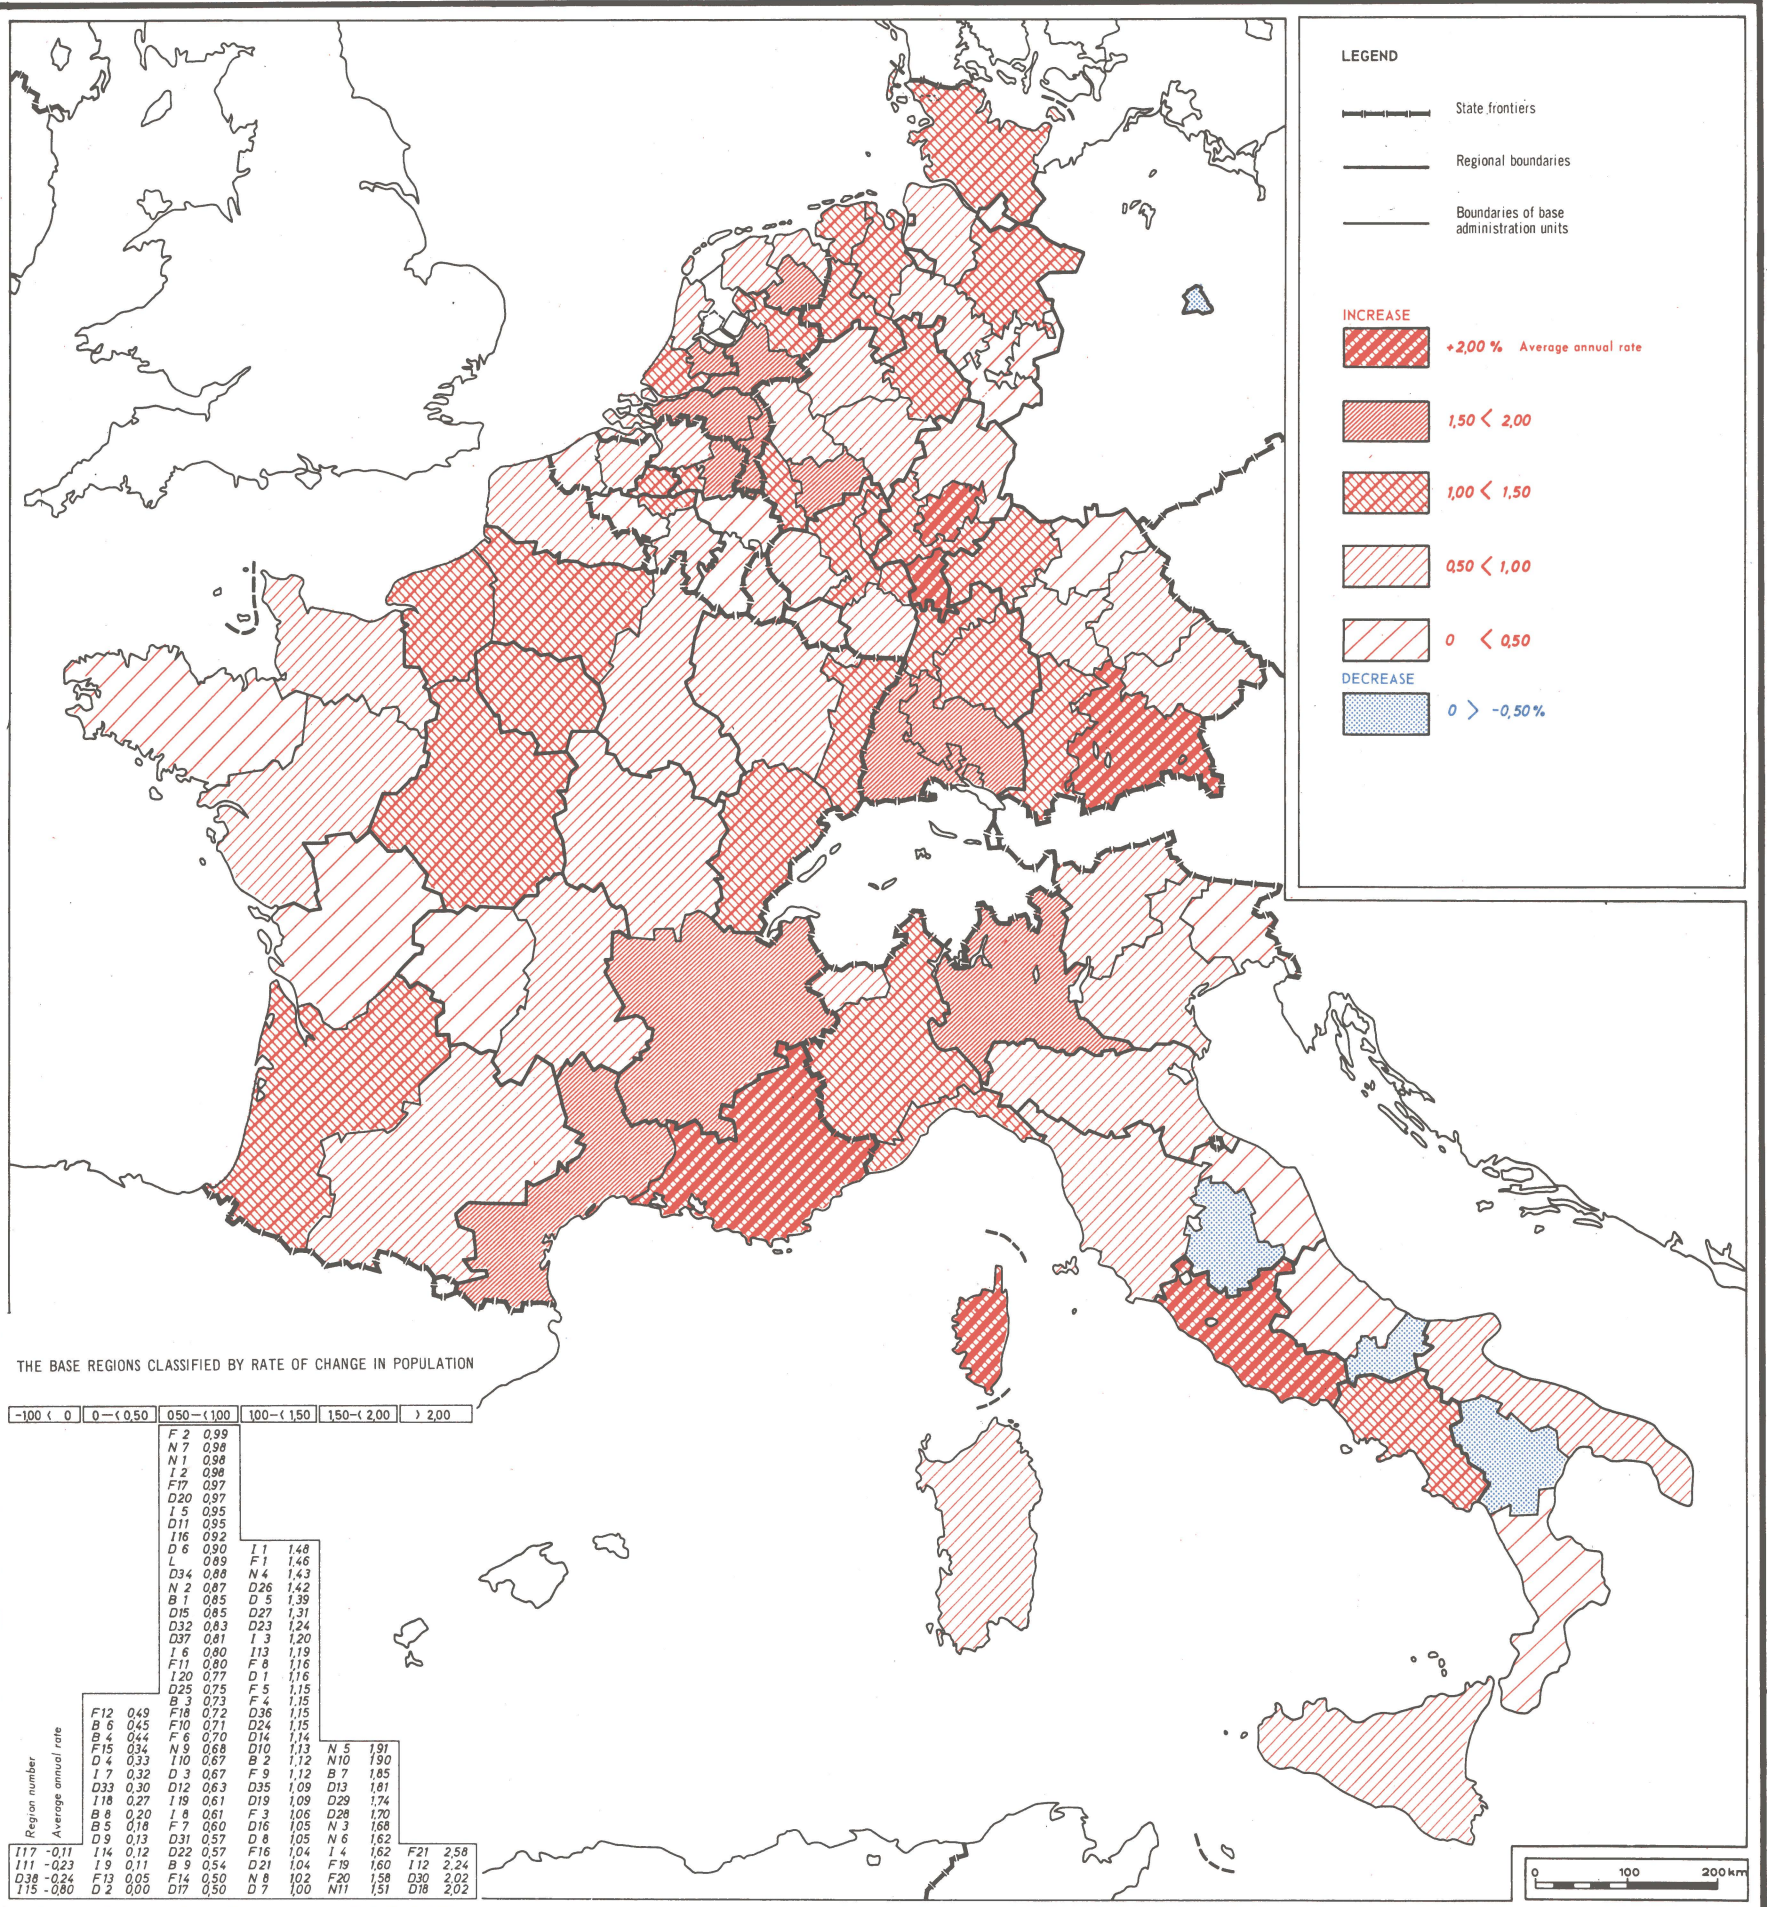 LEGEND
State frontiers
Regional boundaries
Boundaries of base
administration units
INCREASE
+2,00 % Average annual rate
1,50 < 2,00
1,00 < 1,50
0,50 < 1,00
0 < 0,50
DECREASE
0 > -0,50%
THE BASE REGIONS CLASSIFIED BY RATE OF CHANGE IN POPULATION
-1,00 < 0 0-<0,50 0,50-<1,00 1,00-<1,50 1,50-<2,00 >2,00
F 2 0,99
N 7 0,98
N 1 0,98
I 2 0,98
F17 0,97
D20 0,97
I 5 0,95
D11 0,95
I16 0,92
D 6 0,90 I 1 1,48
L 0,89 F 1 1,46
D34 0,88 N 4 1,43
N 2 0,87 D26 1,42
B 1 0,85 D 5 1,39
D15 0,85 D27 1,31
D32 0,83 D23 1,24
D37 0,81 I 3 1,20
I 6 0,80 I13 1,19
F11 0,80 F 8 1,16
I20 0,77 D 1 1,16
D25 0,75 F 5 1,15
B 3 0,73 F 4 1,15
F12 0,49 F18 0,72 D36 1,15
B 6 0,45 F10 0,71 D24 1,15
B 4 0,44 F 6 0,70 D14 1,14
F15 0,34 N 9 0,68 D10 1,13 N 5 1,91
D 4 0,33 I10 0,67 B 2 1,12 N10 1,90
I 7 0,32 D 3 0,67 F 9 1,12 B 7 1,85
D33 0,30 D12 0,63 D35 1,09 D13 1,81
I18 0,27 I19 0,61 D19 1,09 D29 1,74
B 8 0,20 I 8 0,61 F 3 1,06 D28 1,70
B 5 0,18 F 7 0,60 D16 1,05 N 3 1,68
D 9 0,13 D31 0,57 D 8 1,05 N 6 1,62
I17 -0,11 I14 0,12 D22 0,57 F16 1,04 I 4 1,62 F21 2,58
I11 -0,23 I 9 0,11 B 9 0,54 D21 1,04 F19 1,60 I12 2,24
D38 -0,24 F13 0,05 F14 0,50 N 8 1,02 F20 1,58 D30 2,02
I15 -0,80 D 2 0,00 D17 0,50 D 7 1,00 N11 1,51 D18 2,02
Region number
Average annual rate
0 100 200 km